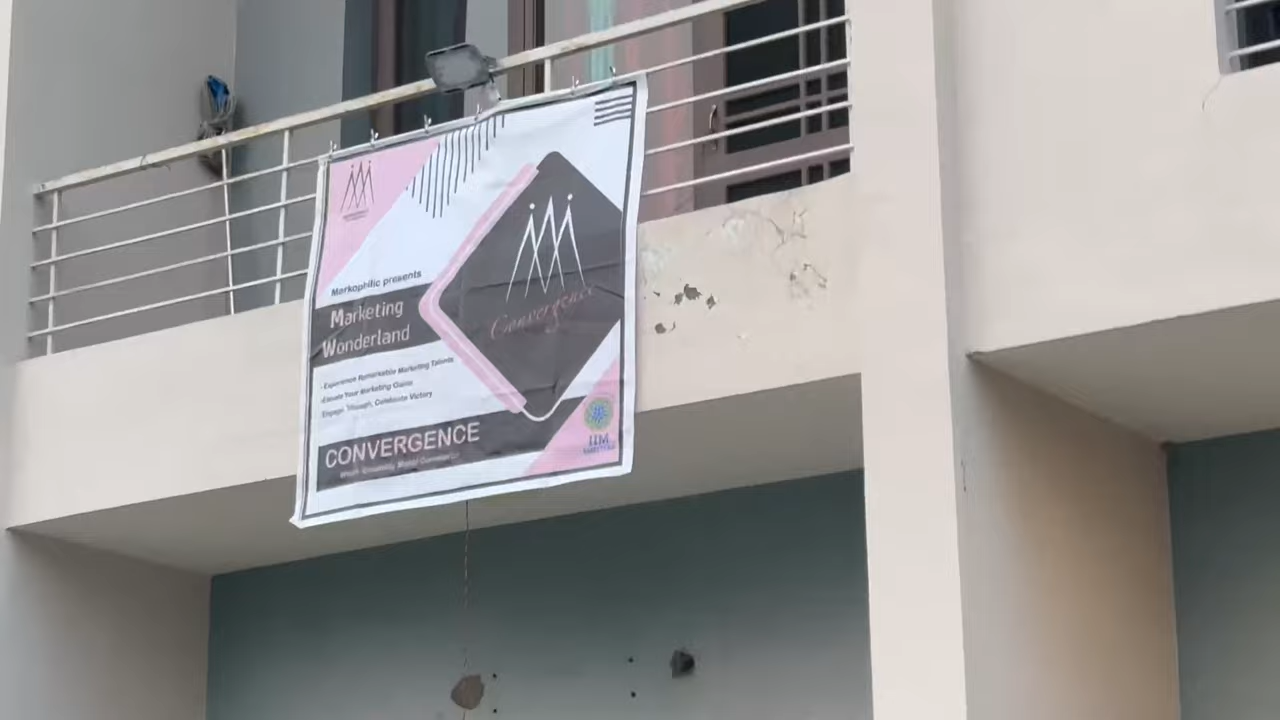 Markophilic presents
Marketing
Wonderland
-Experience Remarkable Marketing Talents
-Elevate Your Marketing Game
Engage, Triumph, Celebrate Victory
CONVERGENCE
Convergence
IIM